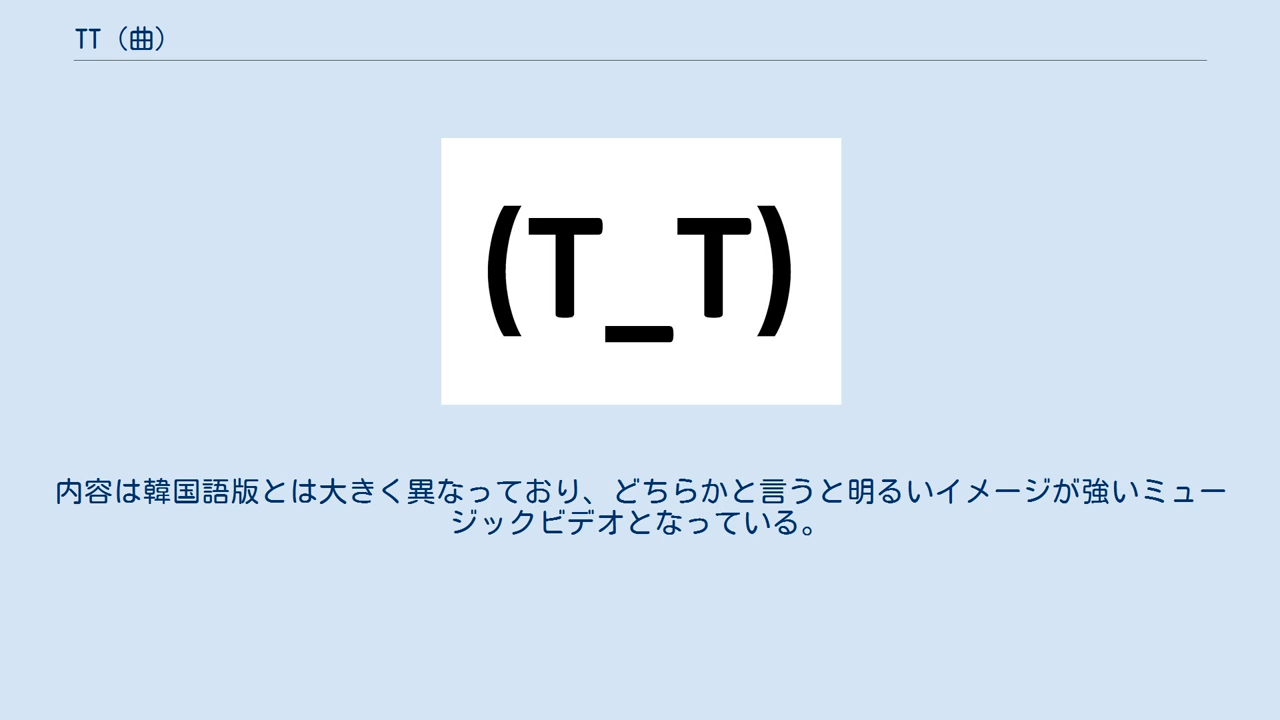 TT（曲）
(T_T)
内容は韓国語版とは大きく異なっており、どちらかと言うと明るいイメージが強いミュー
ジックビデオとなっている。